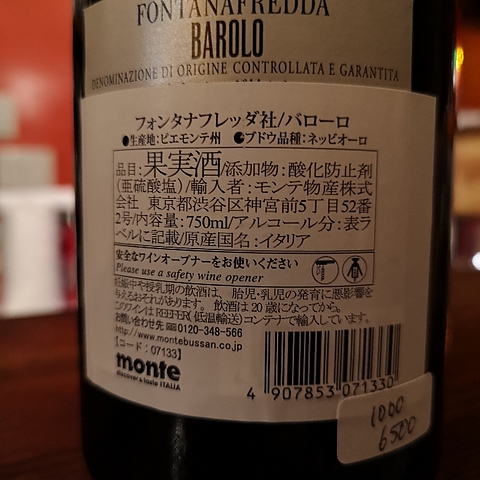 FONTANAFREDDA
BAROLO
DENOMINAZIONE DI ORIGINE CONTROLLATA E GARANTITA
フォンタナフレッダ社/バローロ
●生産地:ピエモンテ州 ●ブドウ品種:ネッビオーロ
品目:果実酒/添加物:酸化防止剤
(亜硫酸塩)/輸入者:モンテ物産株式
会社 東京都渋谷区神宮前5丁目52番
2号/内容量:750ml/アルコール分:表ラ
ベルに記載/原産国名:イタリア
安全なワインオープナーをお使いください
Please use a safety wine opener
妊娠中や授乳期の飲酒は、胎児・乳児の発育に悪影響を
与えるおそれがあります。飲酒は20歳になってから。
このワインはREEFER(低温輸送)コンテナで輸入しています。
お問い合わせ先 0120-348-566
http://www.montebussan.co.jp
【コード:07133】
monte
discover & taste ITALIA
4 907853 071330
1000
6500